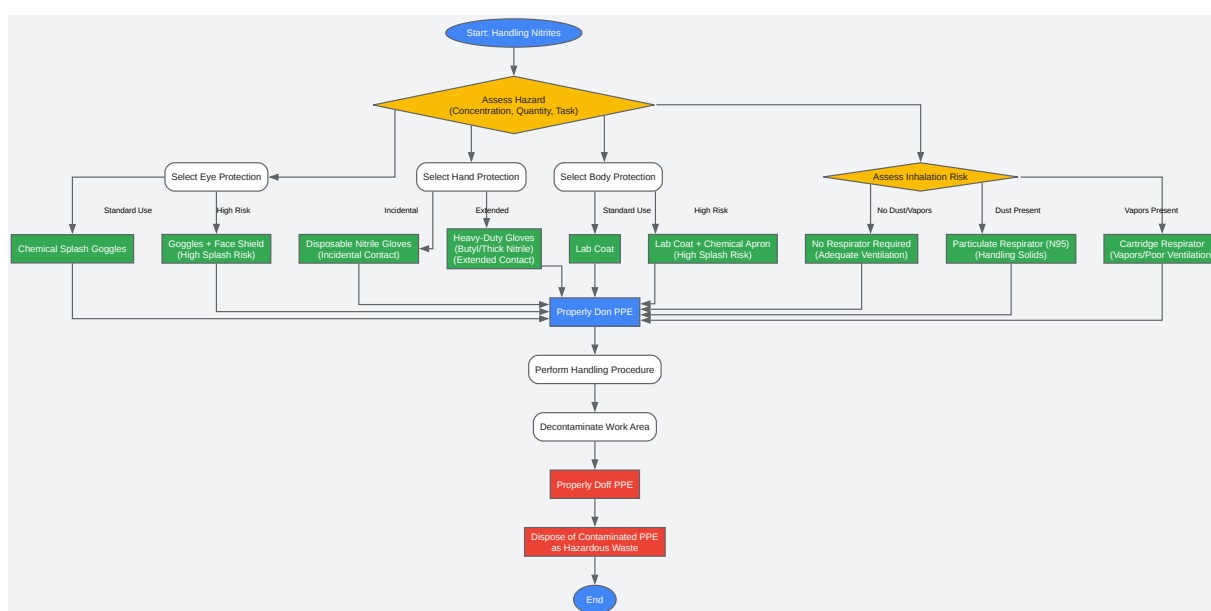 Start: Handling Nitrites
Assess Hazard
(Concentration, Quantity, Task)
Select Eye Protection
Select Hand Protection
Select Body Protection
Assess Inhalation Risk
Standard Use
High Risk
Incidental
Extended
Standard Use
High Risk
No Dust/Vapors
Dust Present
Vapors Present
Chemical Splash Goggles
Goggles + Face Shield
(High Splash Risk)
Disposable Nitrile Gloves
(Incidental Contact)
Heavy-Duty Gloves
(Butyl/Thick Nitrile)
(Extended Contact)
Lab Coat
Lab Coat + Chemical Apron
(High Splash Risk)
No Respirator Required
(Adequate Ventilation)
Particulate Respirator (N95)
(Handling Solids)
Cartridge Respirator
(Vapors/Poor Ventilation
Properly Don PPE
Perform Handling Procedure
Decontaminate Work Area
Properly Doff PPE
Dispose of Contaminated PPE
as Hazardous Waste
End